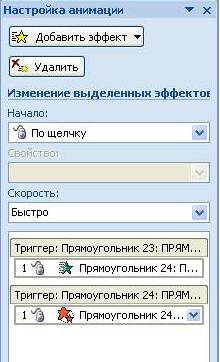 Настройка анимации
Добавить эффект
Удалить
Изменение выделенных эффектов
Начало:
По щелчку
Свойство:
Скорость:
Быстро
Триггер: Прямоугольник 23: ПРЯМ...
1 Прямоугольник 24: П...
Триггер: Прямоугольник 24: ПРЯМ...
1 Прямоугольник 24...